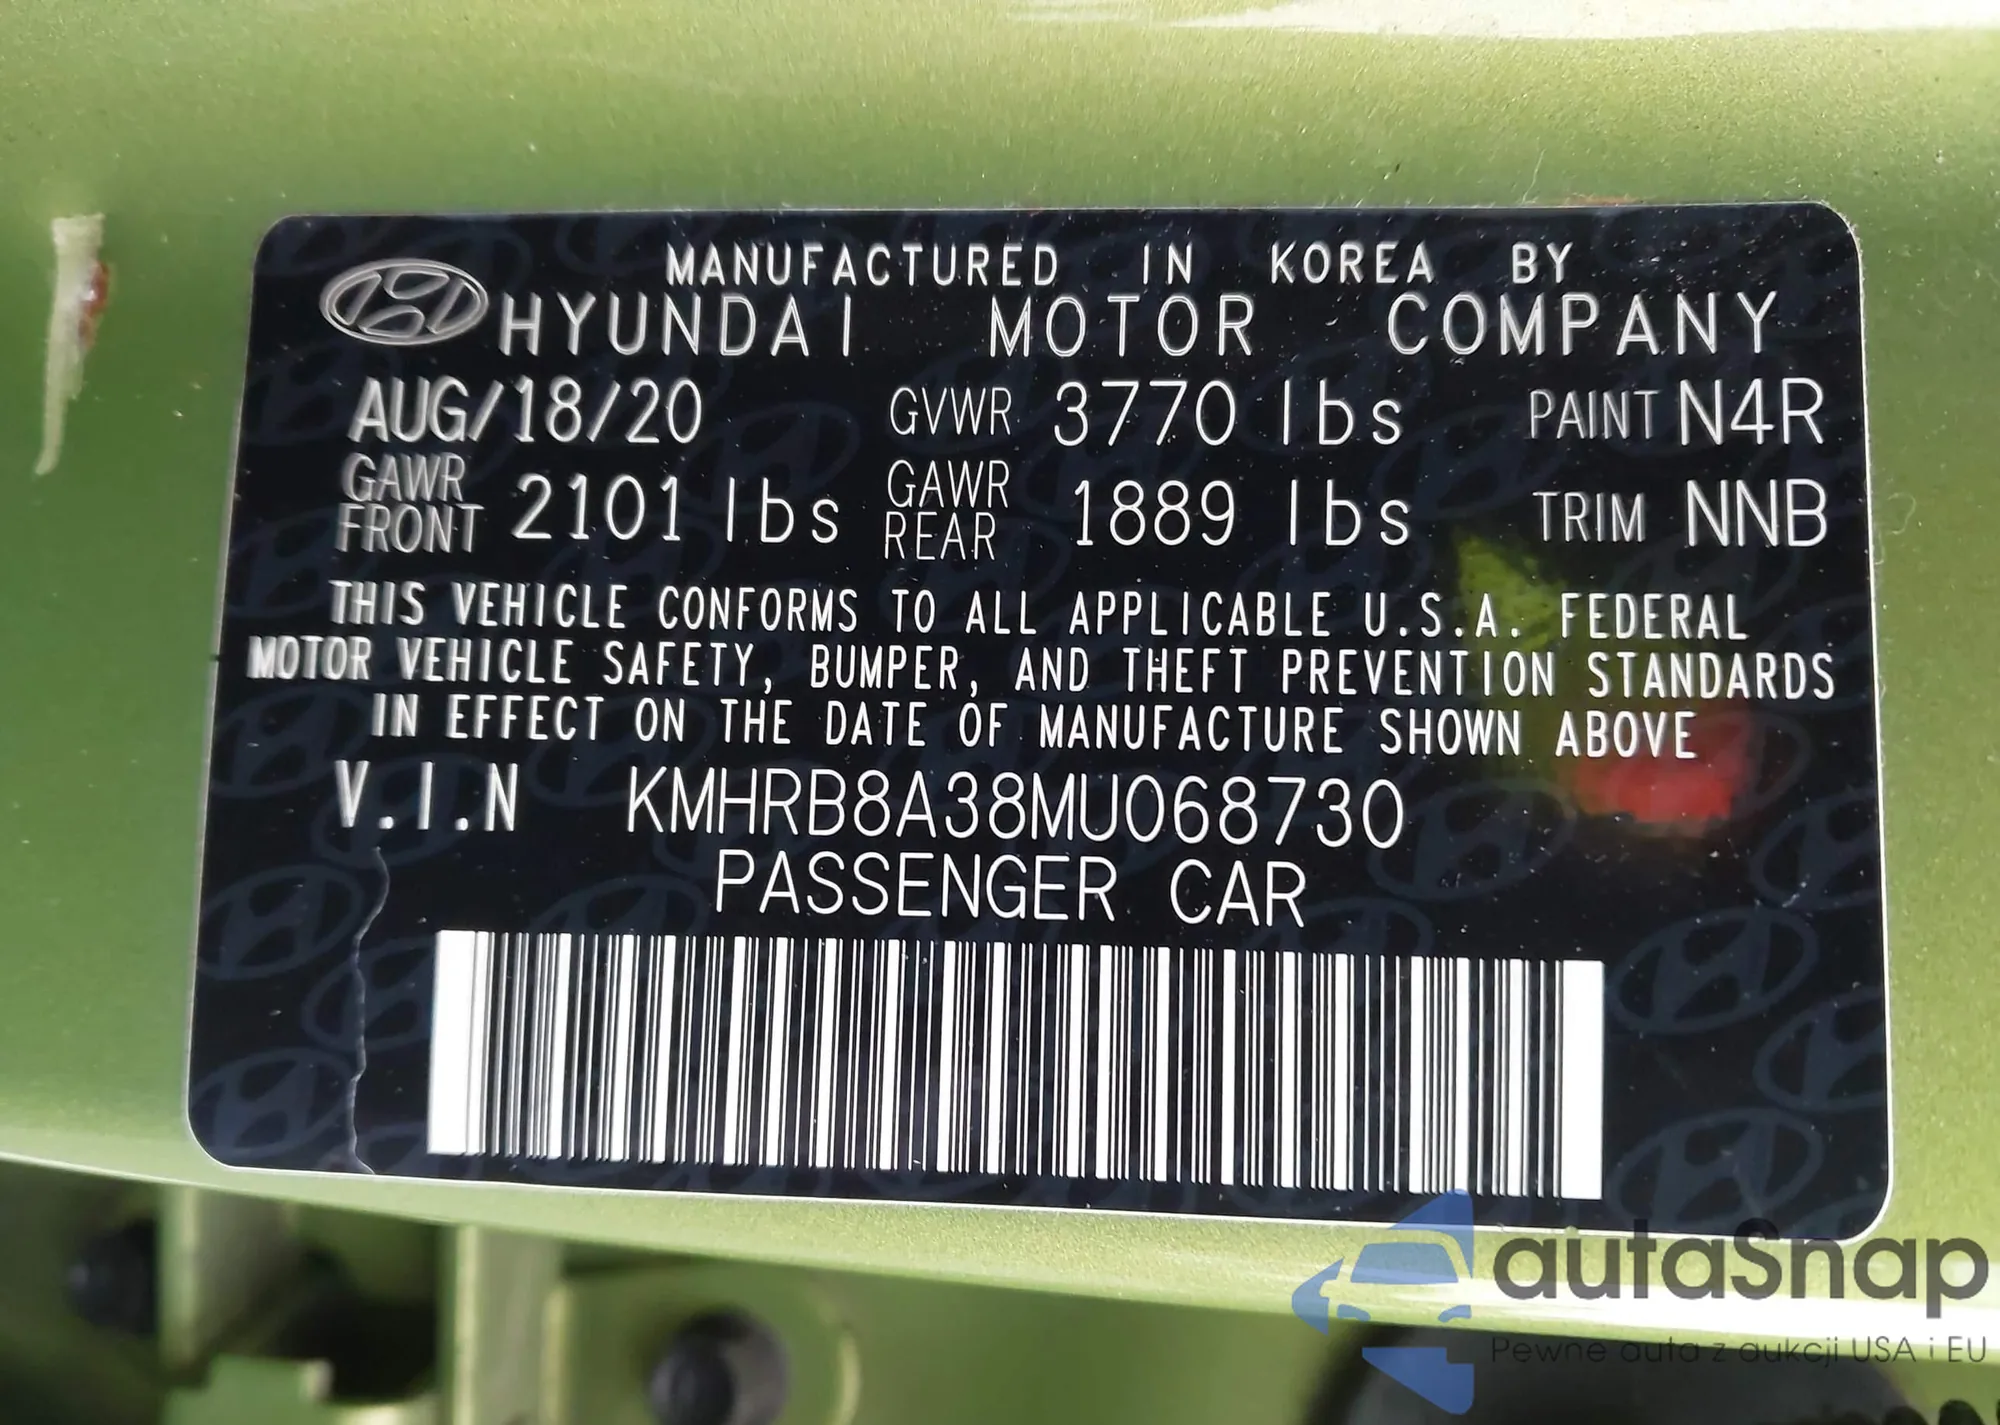 MANUFACTURED IN KOREA BY
HYUNDAI MOTOR COMPANY
AUG/18/20 GVWR 3770 lbs PAINT N4R
GAWR FRONT 2101 lbs GAWR REAR 1889 lbs TRIM NNB
THIS VEHICLE CONFORMS TO ALL APPLICABLE U.S.A. FEDERAL
MOTOR VEHICLE SAFETY, BUMPER, AND THEFT PREVENTION STANDARDS
IN EFFECT ON THE DATE OF MANUFACTURE SHOWN ABOVE
V.I.N KMHRB8A38MU068730
PASSENGER CAR
autaSnap
Pewne auta z aukcji USA i EU